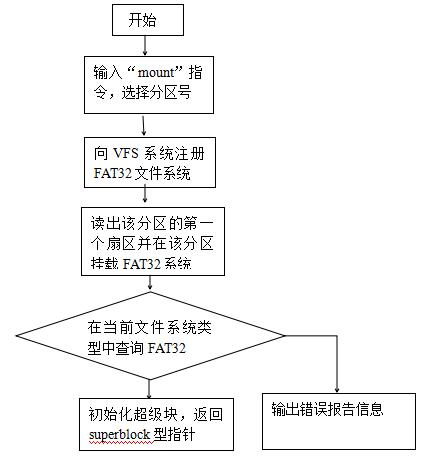 开始
输入“mount”指
令，选择分区号
向 VFS 系统注册
FAT32 文件系统
读出该分区的第一
个扇区并在该分区
挂载 FAT32 系统
在当前文件系统类
型中查询 FAT32
初始化超级块，返回
superblock 型指针
输出错误报告信息